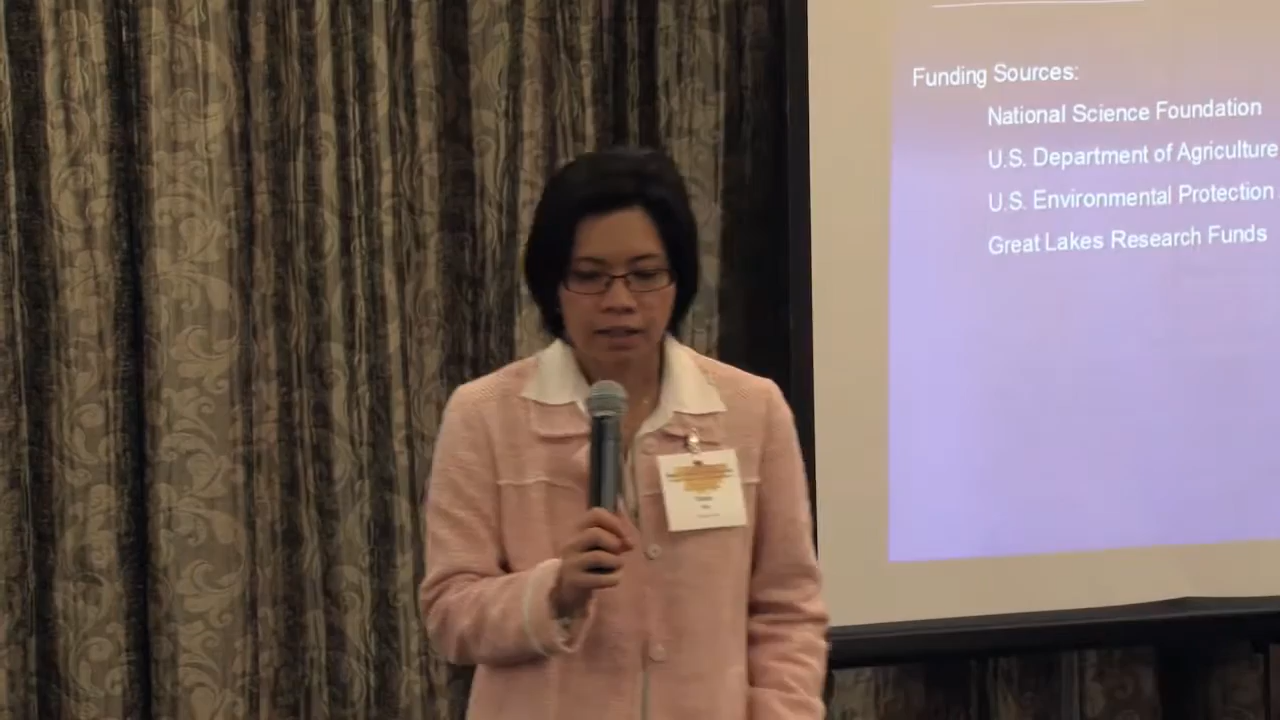 Funding Sources:
National Science Foundation
U.S. Department of Agriculture
U.S. Environmental Protection
Great Lakes Research Funds